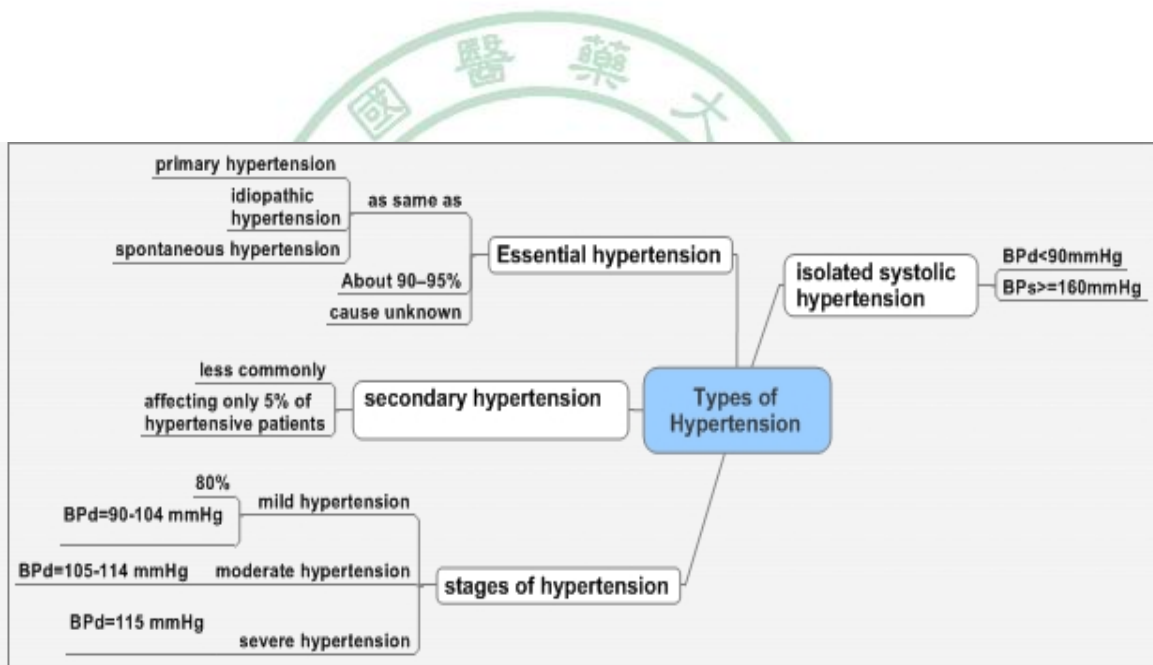 國 醫 藥 大
primary hypertension
idiopathic
hypertension
spontaneous hypertension
as same as
About 90–95%
cause unknown
Essential hypertension
less commonly
affecting only 5% of
hypertensive patients
secondary hypertension
80%
BPd=90-104 mmHg
mild hypertension
BPd=105-114 mmHg
moderate hypertension
BPd=115 mmHg
severe hypertension
stages of hypertension
Types of
Hypertension
isolated systolic
hypertension
BPd<90mmHg
BPs>=160mmHg